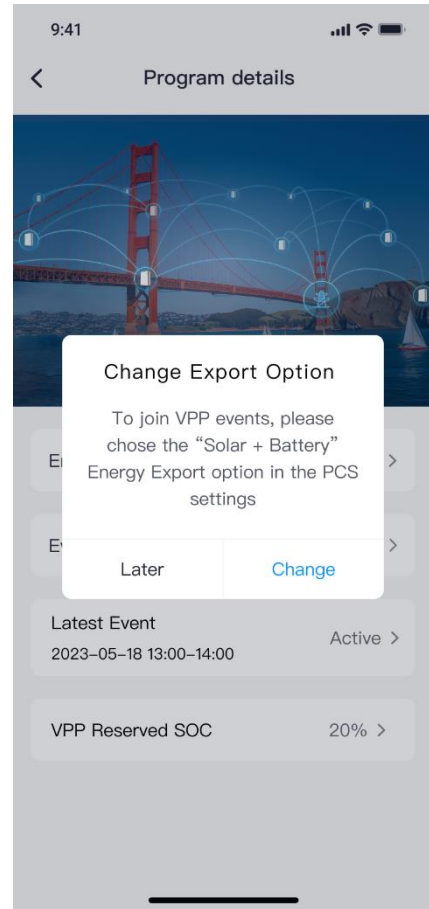 9:41
Program details
Change Export Option
To join VPP events, please
chose the “Solar + Battery”
Energy Export option in the PCS
settings
Later
Change
Latest Event
Active
2023-05-18 13:00-14:00
VPP Reserved SOC
20%